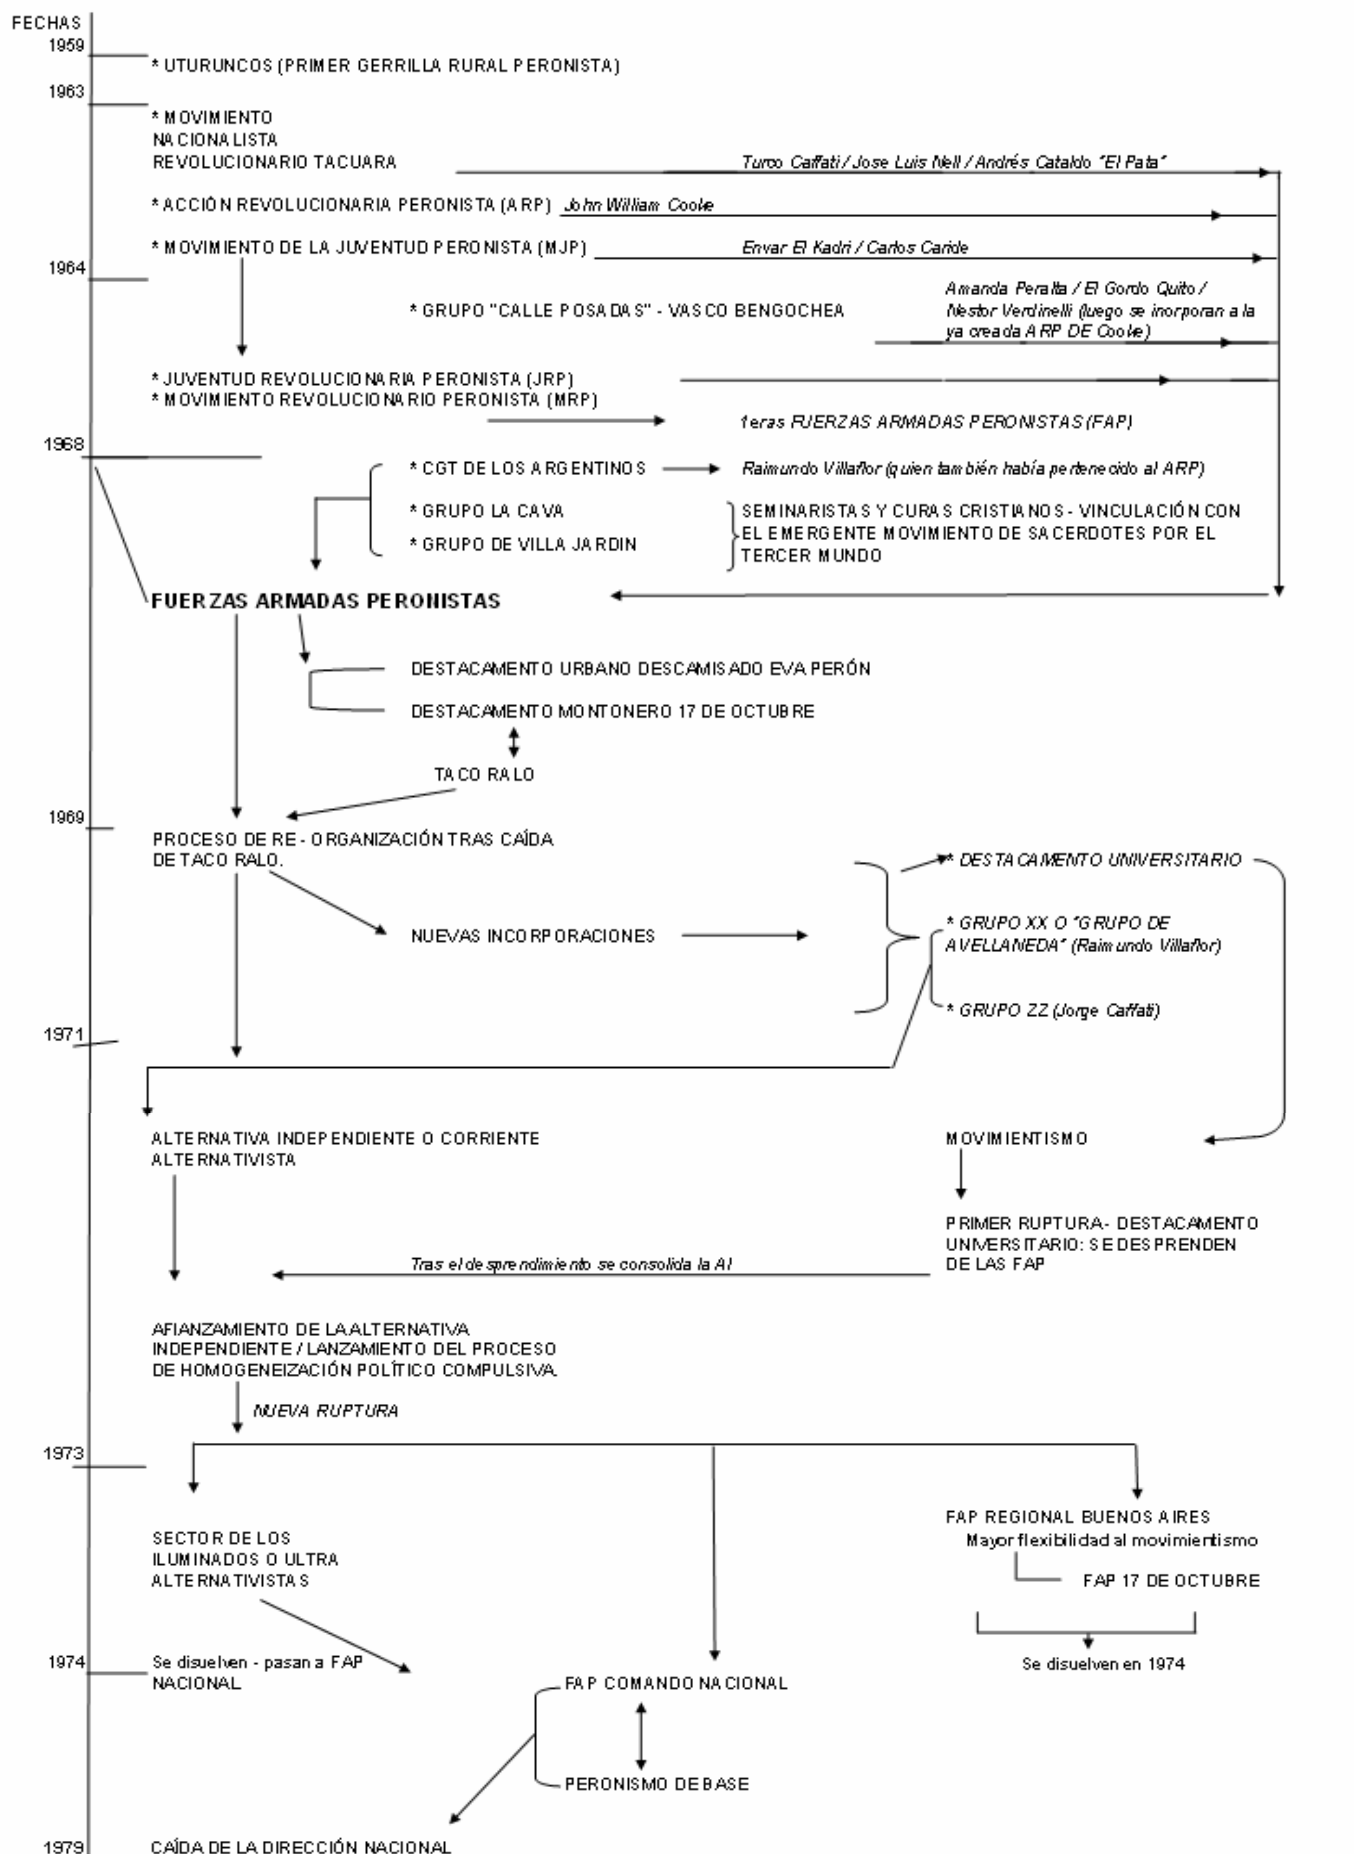 FECHAS
1959
* UTURUNCOS (PRIMER GERRILLA RURAL PERONISTA)
1963
* MOVIMIENTO
NACIONALISTA
REVOLUCIONARIO TACUARA
Turco Caffati / Jose Luis Nell / Andrés Cataldo "El Pata"
* ACCIÓN REVOLUCIONARIA PERONISTA (ARP)
John William Cooke
* MOVIMIENTO DE LA JUVENTUD PERONISTA (MJP)
Envar El Kadri / Carlos Caride
1964
* GRUPO "CALLE POSADAS" - VASCO BENGOCHEA
Amanda Peralta / El Gordo Quito /
Nestor Verdinelli (luego se inorporan a la
ya creada ARP DE Cooke)
* JUVENTUD REVOLUCIONARIA PERONISTA (JRP)
* MOVIMIENTO REVOLUCIONARIO PERONISTA (MRP)
1eras FUERZAS ARMADAS PERONISTAS (FAP)
1968
* CGT DE LOS ARGENTINOS
Raimundo Villaflor (quien también había pertenecido al ARP)
* GRUPO LA CAVA
* GRUPO DE VILLA JARDIN
SEMINARISTAS Y CURAS CRISTIANOS - VINCULACIÓN CON
EL EMERGENTE MOVIMIENTO DE SACERDOTES POR EL
TERCER MUNDO
FUERZAS ARMADAS PERONISTAS
DESTACAMENTO URBANO DESCAMISADO EVA PERÓN
DESTACAMENTO MONTONERO 17 DE OCTUBRE
TACO RALO
1969
PROCESO DE RE - ORGANIZACIÓN TRAS CAÍDA
DE TACO RALO.
* DESTACAMENTO UNIVERSITARIO
NUEVAS INCORPORACIONES
* GRUPO XX O "GRUPO DE
AVELLANEDA" (Raimundo Villaflor)
* GRUPO ZZ (Jorge Caffati)
1971
ALTERNATIVA INDEPENDIENTE O CORRIENTE
ALTERNATIVISTA
MOVIMIENTISMO
PRIMER RUPTURA - DESTACAMENTO
UNIVERSITARIO: SE DESPRENDEN
DE LAS FAP
Tras el desprendimiento se consolida la AI
AFIANZAMIENTO DE LA ALTERNATIVA
INDEPENDIENTE / LANZAMIENTO DEL PROCESO
DE HOMOGENEIZACIÓN POLÍTICO COMPULSIVA.
NUEVA RUPTURA
1973
SECTOR DE LOS
ILUMINADOS O ULTRA
ALTERNATIVISTAS
FAP REGIONAL BUENOS AIRES
Mayor flexibilidad al movimientismo
FAP 17 DE OCTUBRE
1974
Se disuelven - pasan a FAP
NACIONAL
Se disuelven en 1974
FAP COMANDO NACIONAL
PERONISMO DE BASE
1979
CAÍDA DE LA DIRECCIÓN NACIONAL